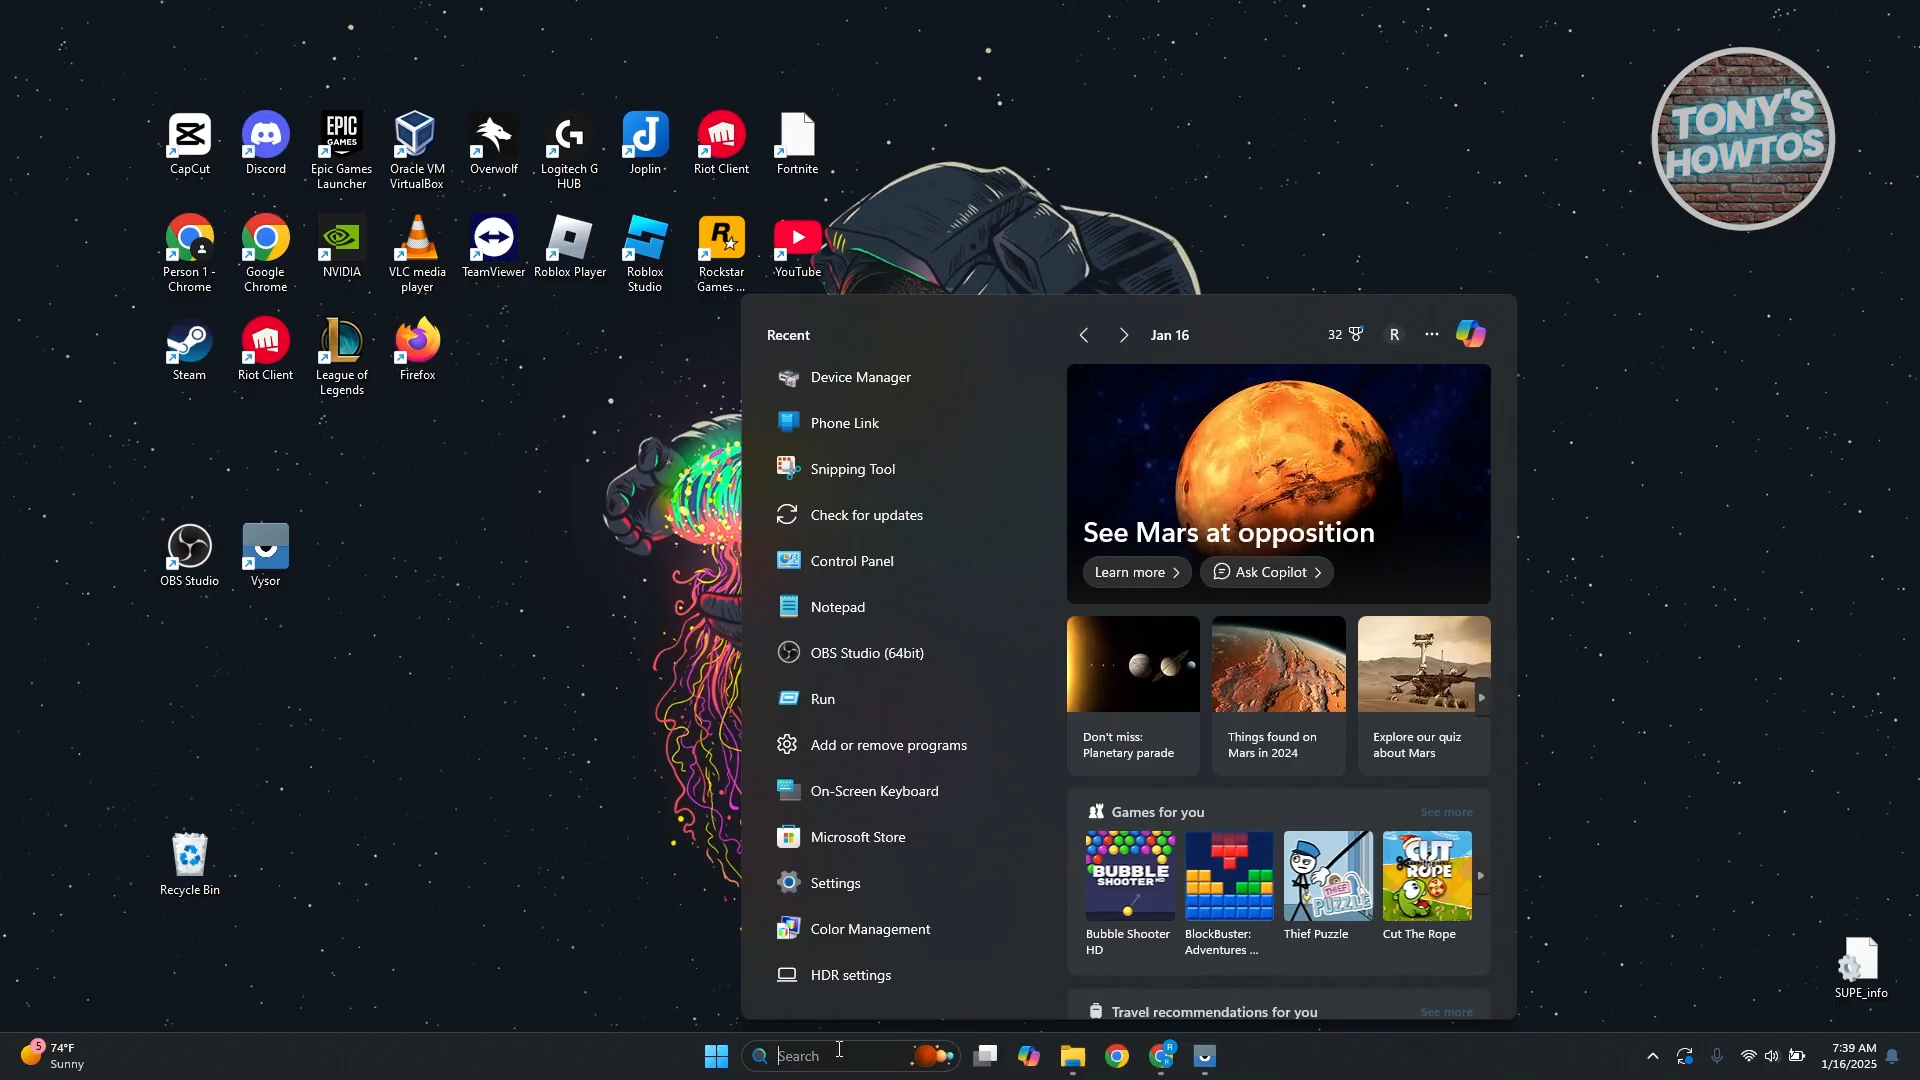 TONY'S
HOWTOS
CapCut
Discord
EPIC
GAMES
Epic Games
Launcher
Oracle VM
VirtualBox
Overwolf
Logitech G
HUB
Joplin
Riot Client
Fortnite
Person 1 -
Chrome
Google
Chrome
NVIDIA
VLC media
player
TeamViewer
Roblox Player
Roblox
Studio
Rockstar
Games ...
YouTube
Steam
Riot Client
League of
Legends
Firefox
OBS Studio
Vysor
Recycle Bin
SUPE_info
Recent
Device Manager
Phone Link
Snipping Tool
Check for updates
Control Panel
Notepad
OBS Studio (64bit)
Run
Add or remove programs
On-Screen Keyboard
Microsoft Store
Settings
Color Management
HDR settings
Jan 16
32
R
See Mars at opposition
Learn more
Ask Copilot
Don't miss:
Planetary parade
Things found on
Mars in 2024
Explore our quiz
about Mars
Games for you
See more
BUBBLE
SHOOTER HD
THIEF
PUZZLE
CUT
THE
ROPE
Bubble Shooter
HD
BlockBuster:
Adventures ...
Thief Puzzle
Cut The Rope
Travel recommendations for you
See more
5
74°F
Sunny
Search
R
7:39 AM
1/16/2025